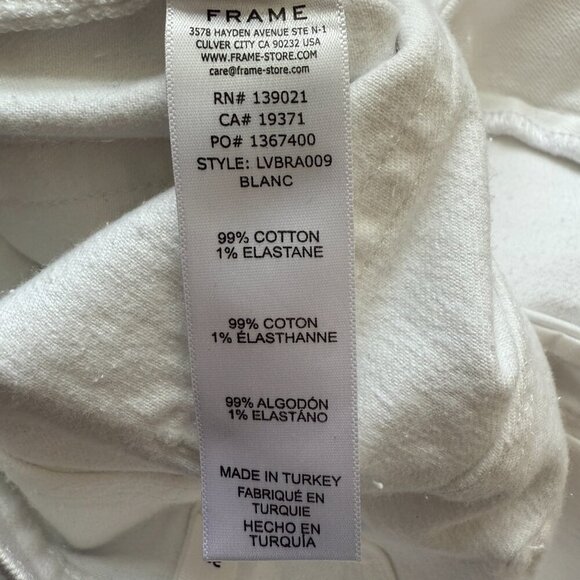 FRAME
3578 HAYDEN AVENUE STE N-1
CULVER CITY CA 90232 USA
WWW.FRAME-STORE.COM
care@frame-store.com
RN# 139021
CA# 19371
PO# 1367400
STYLE: LVBRA009
BLANC
99% COTTON
1% ELASTANE
99% COTON
1% ÉLASTHANNE
99% ALGODÓN
1% ELASTÁNO
MADE IN TURKEY
FABRIQUÉ EN
TURQUIE
HECHO EN
TURQUÍA